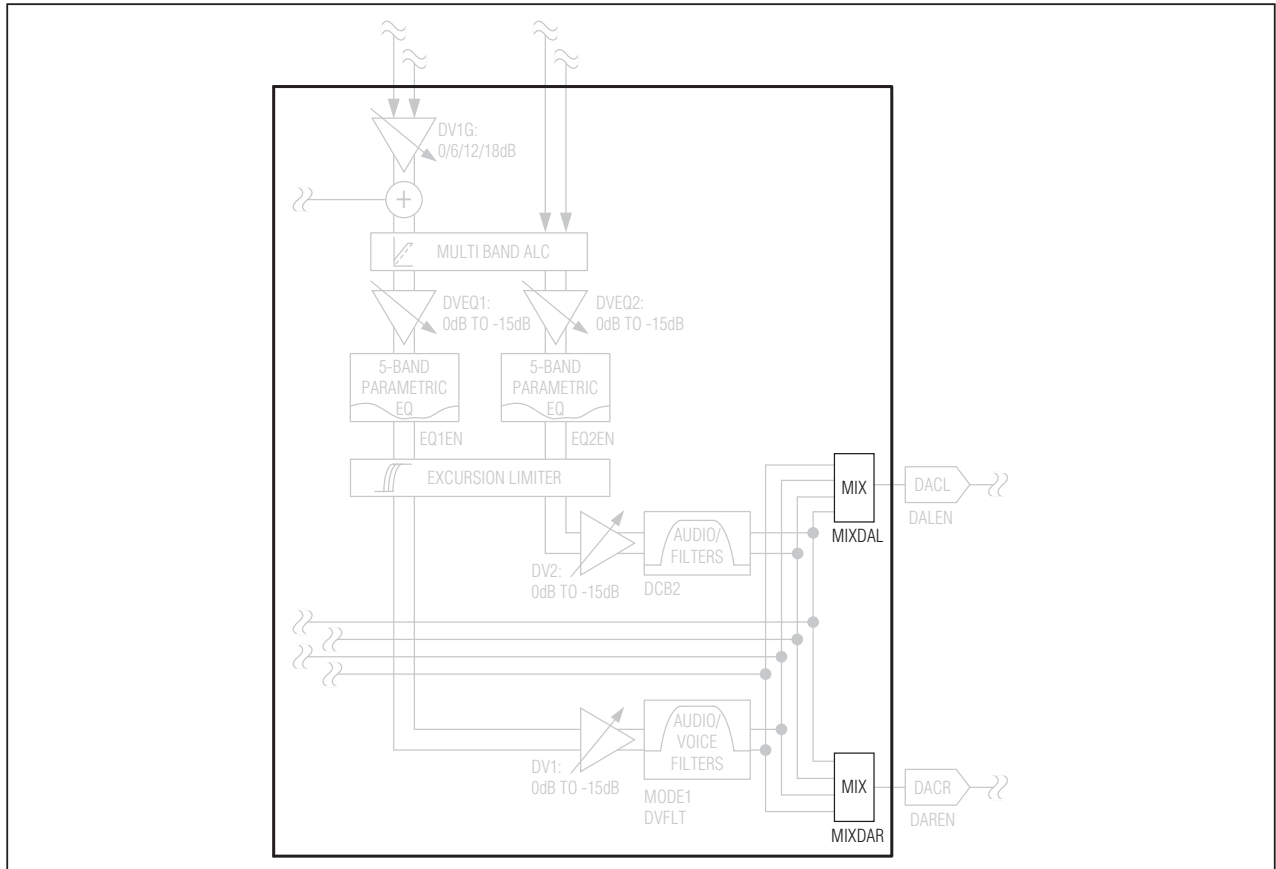 DV1G:
0/6/12/18dB
+
MULTI BAND ALC
DVEQ1:
0dB TO -15dB
DVEQ2:
0dB TO -15dB
5-BAND
PARAMETRIC
EQ
EQ1EN
5-BAND
PARAMETRIC
EQ
EQ2EN
EXCURSION LIMITER
MIX
MIXDAL
DACL
DALEN
DV2:
0dB TO -15dB
AUDIO/
FILTERS
DCB2
DV1:
0dB TO -15dB
AUDIO/
VOICE
FILTERS
MODE1
DVFLT
MIX
MIXDAR
DACR
DAREN